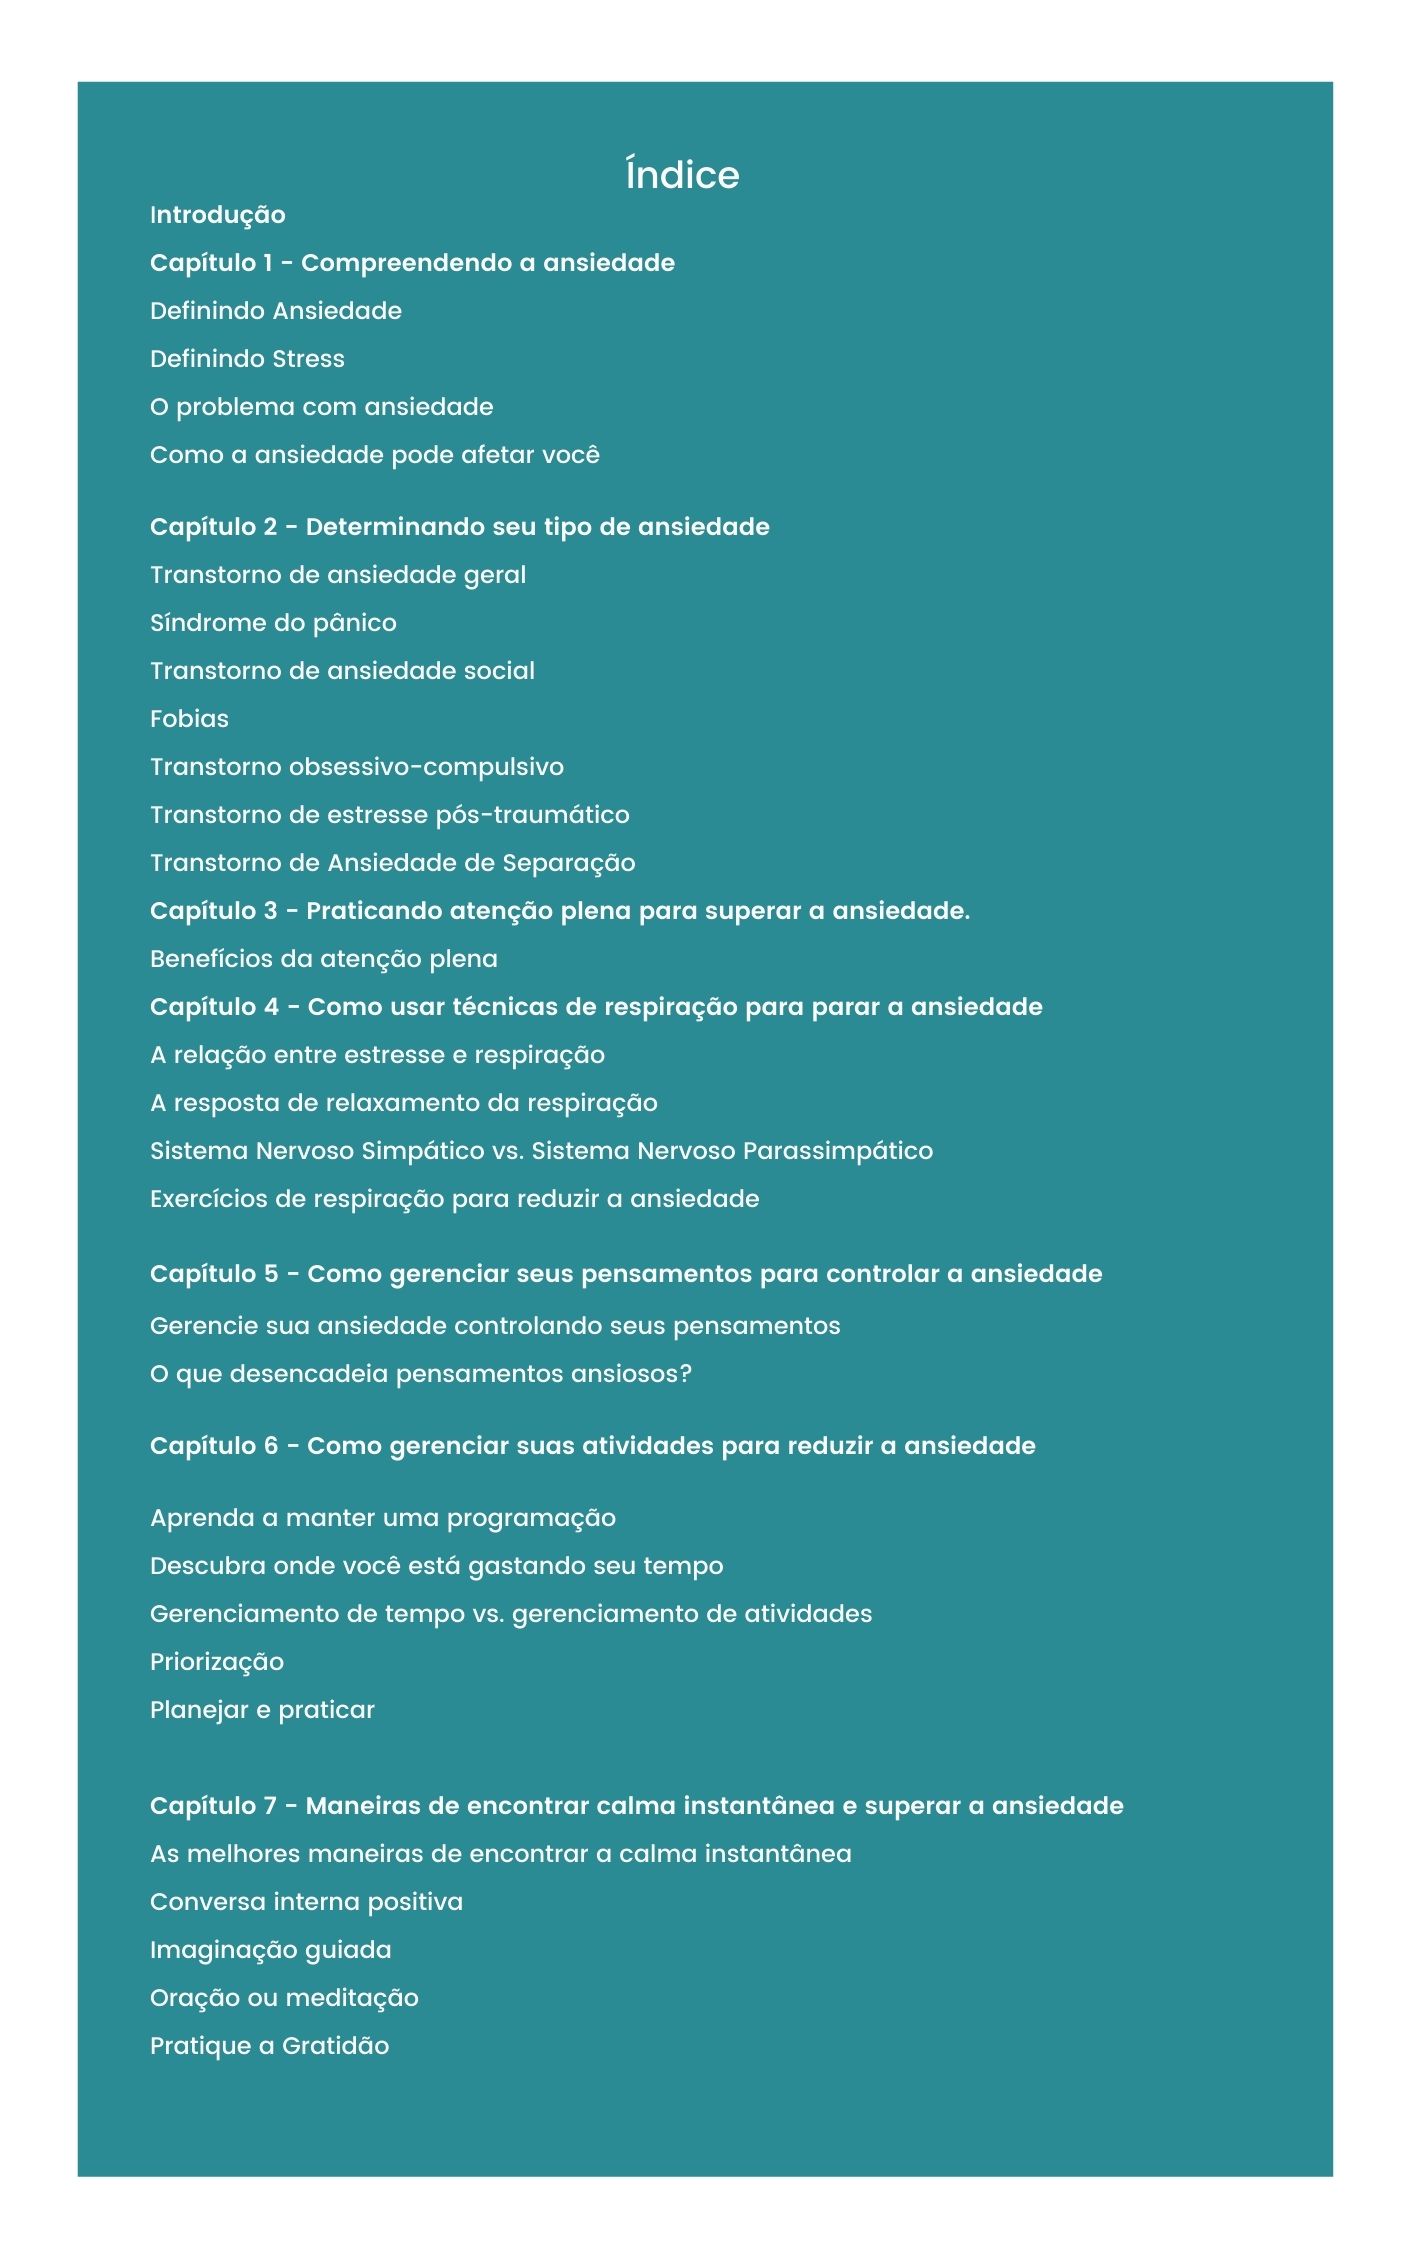 Índice
Introdução
Capítulo 1 - Compreendendo a ansiedade
Definindo Ansiedade
Definindo Stress
O problema com ansiedade
Como a ansiedade pode afetar você
Capítulo 2 - Determinando seu tipo de ansiedade
Transtorno de ansiedade geral
Síndrome do pânico
Transtorno de ansiedade social
Fobias
Transtorno obsessivo-compulsivo
Transtorno de estresse pós-traumático
Transtorno de Ansiedade de Separação
Capítulo 3 - Praticando atenção plena para superar a ansiedade.
Benefícios da atenção plena
Capítulo 4 - Como usar técnicas de respiração para parar a ansiedade
A relação entre estresse e respiração
A resposta de relaxamento da respiração
Sistema Nervoso Simpático vs. Sistema Nervoso Parassimpático
Exercícios de respiração para reduzir a ansiedade
Capítulo 5 - Como gerenciar seus pensamentos para controlar a ansiedade
Gerencie sua ansiedade controlando seus pensamentos
O que desencadeia pensamentos ansiosos?
Capítulo 6 - Como gerenciar suas atividades para reduzir a ansiedade
Aprenda a manter uma programação
Descubra onde você está gastando seu tempo
Gerenciamento de tempo vs. gerenciamento de atividades
Priorização
Planejar e praticar
Capítulo 7 - Maneiras de encontrar calma instantânea e superar a ansiedade
As melhores maneiras de encontrar a calma instantânea
Conversa interna positiva
Imaginação guiada
Oração ou meditação
Pratique a Gratidão